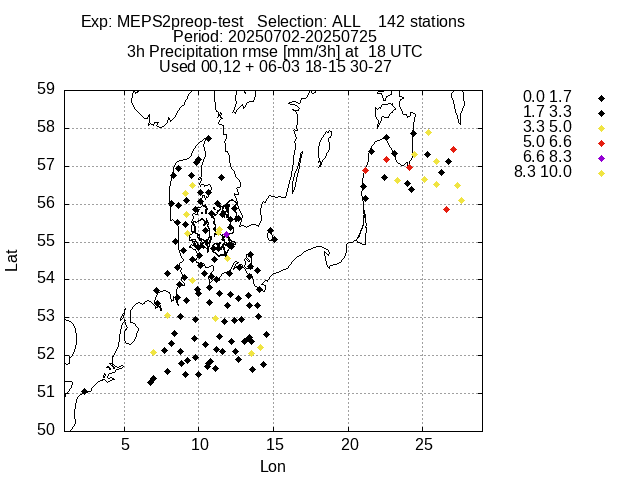 Exp: MEPS2preop-test   Selection: ALL    142 stations
Period: 20250702-20250725
3h Precipitation rmse [mm/3h] at  18 UTC
Used 00,12 + 06-03 18-15 30-27
59
58
57
56
55
54
53
52
51
50
Lat
5 10 15 20 25
Lon
0.0 1.7
1.7 3.3
3.3 5.0
5.0 6.6
6.6 8.3
8.3 10.0